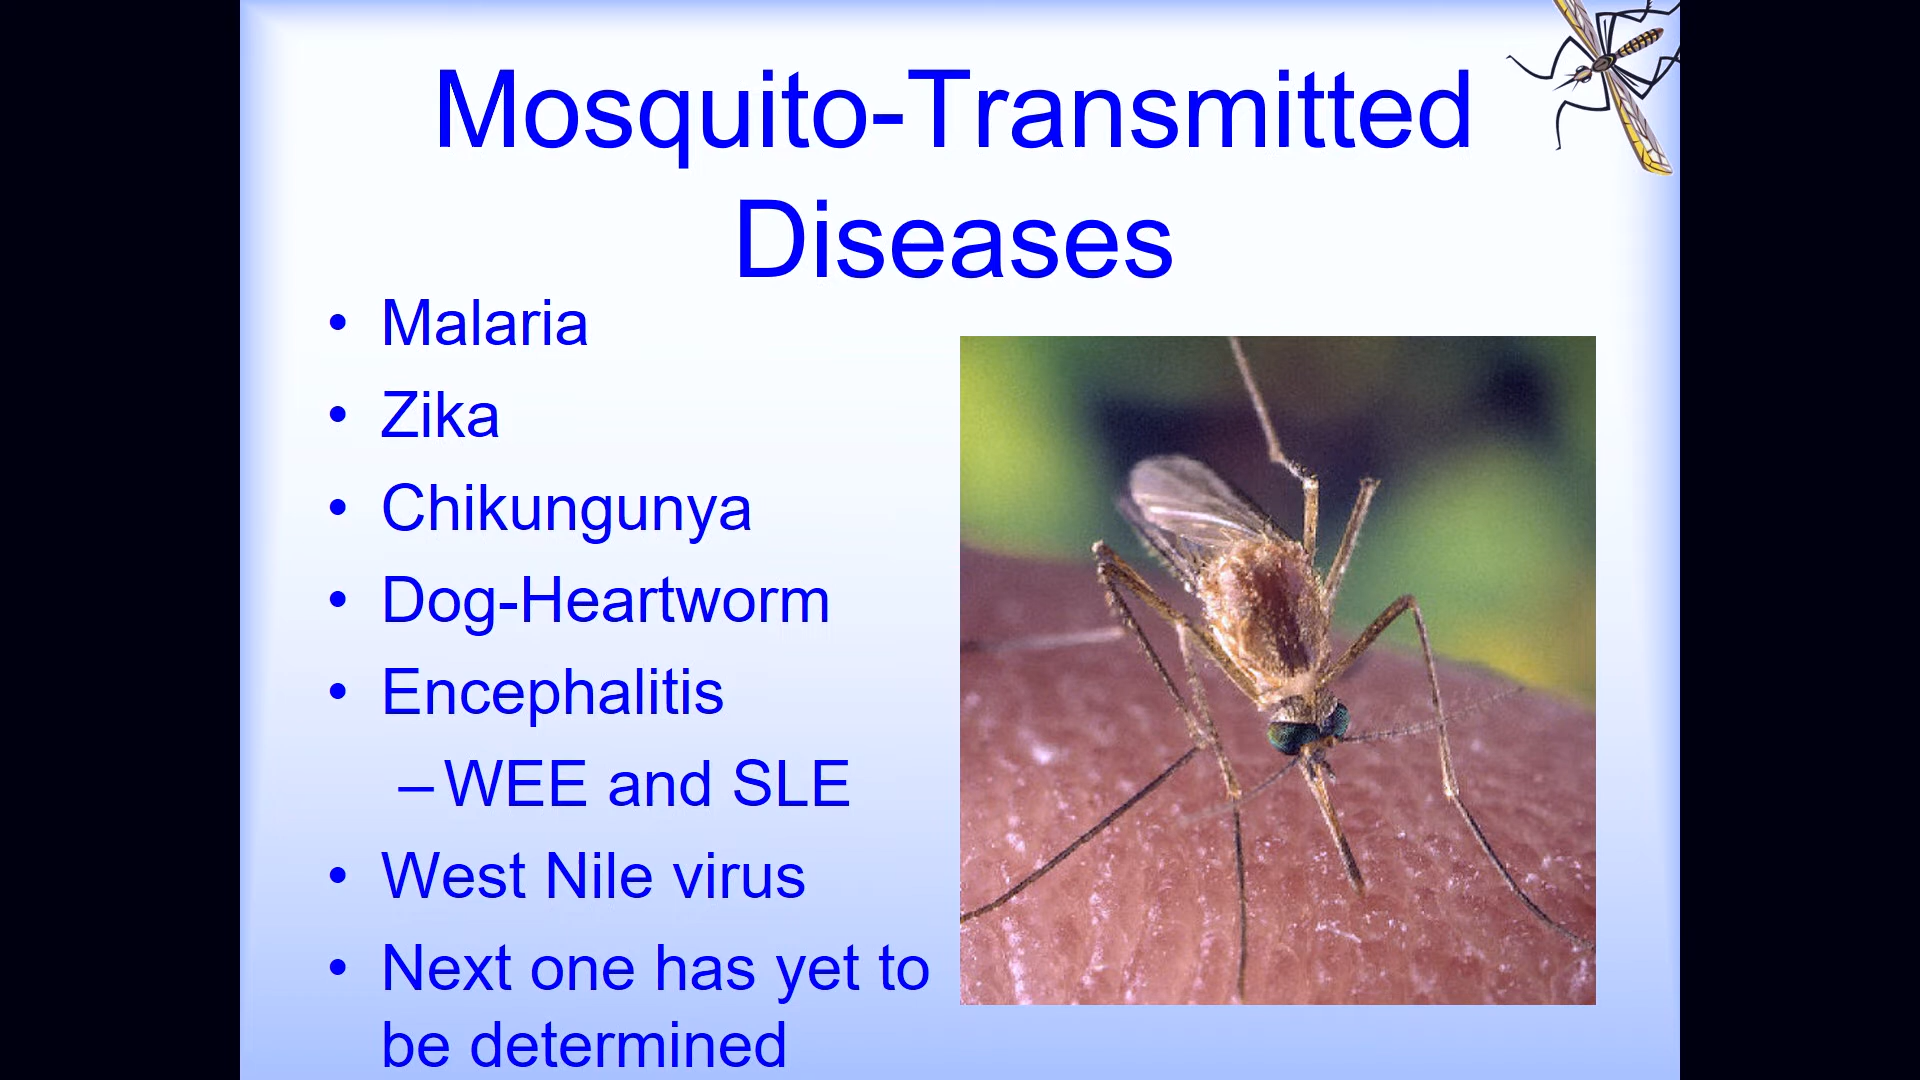 Mosquito-Transmitted
Diseases
• Malaria
• Zika
• Chikungunya
• Dog-Heartworm
• Encephalitis
– WEE and SLE
• West Nile virus
• Next one has yet to
be determined